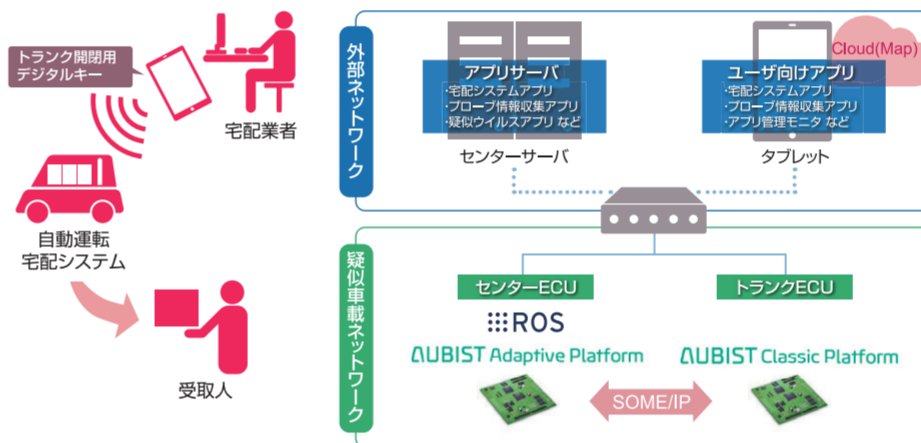 トランク開閉用
デジタルキー
宅配業者
自動運転
宅配システム
受取人
外部ネットワーク
アプリサーバ
・宅配システムアプリ
・プローブ情報収集アプリ
・疑似ウイルスアプリ など
センターサーバ
Cloud(Map)
ユーザ向けアプリ
・宅配システムアプリ
・プローブ情報収集アプリ
・アプリ管理モニタ など
タブレット
疑似車載ネットワーク
センターECU
ROS
AUBIST Adaptive Platform
トランクECU
AUBIST Classic Platform
SOME/IP